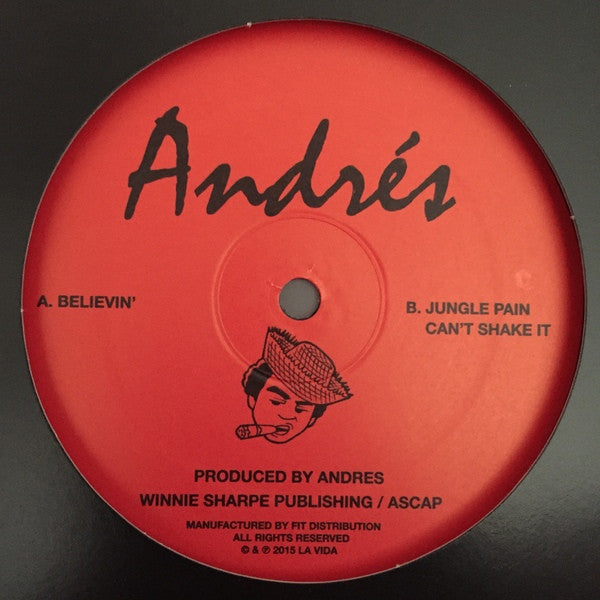 Andrés
A. BELIEVIN'
B. JUNGLE PAIN
CAN'T SHAKE IT
PRODUCED BY ANDRES
WINNIE SHARPE PUBLISHING / ASCAP
MANUFACTURED BY FIT DISTRIBUTION
ALL RIGHTS RESERVED
© & ℗ 2015 LA VIDA